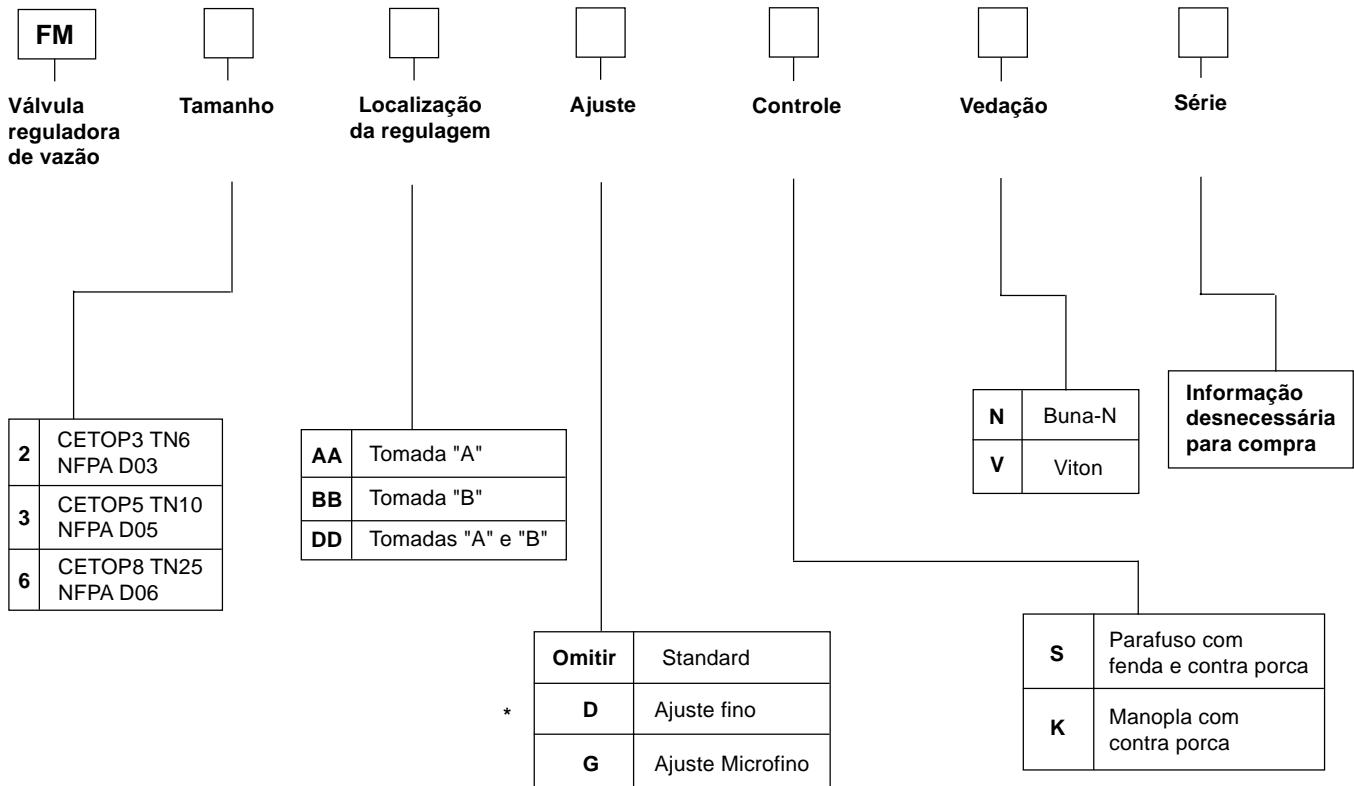 FM
Válvula
reguladora
de vazão
Tamanho
Localização
da regulagem
Ajuste
Controle
Vedação
Série
2
CETOP3 TN6
NFPA D03
3
CETOP5 TN10
NFPA D05
6
CETOP8 TN25
NFPA D06
AA Tomada "A"
BB Tomada "B"
DD Tomadas "A" e "B"
Omitir Standard
* D Ajuste fino
G Ajuste Microfino
S
Parafuso com
fenda e contra porca
K
Manopla com
contra porca
N Buna-N
V Viton
Informação
desnecessária
para compra